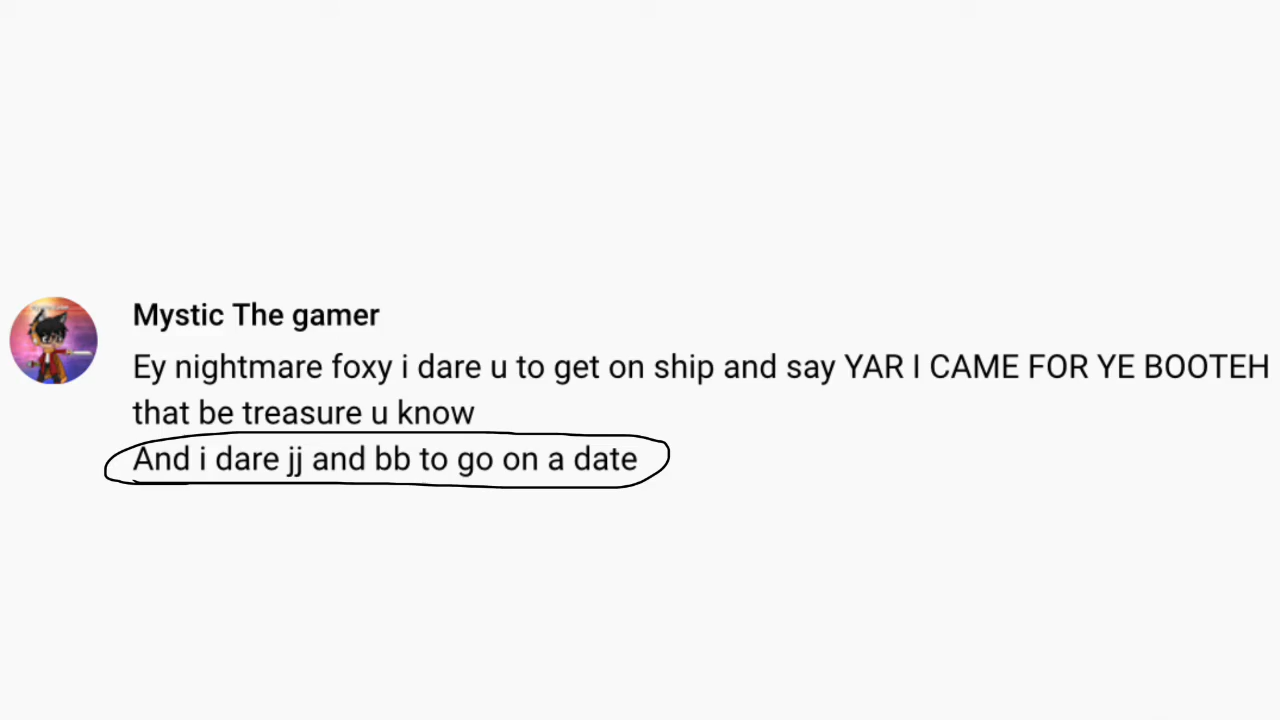 Mystic The gamer
Ey nightmare foxy i dare u to get on ship and say YAR I CAME FOR YE BOOTEH
that be treasure u know
And i dare jj and bb to go on a date